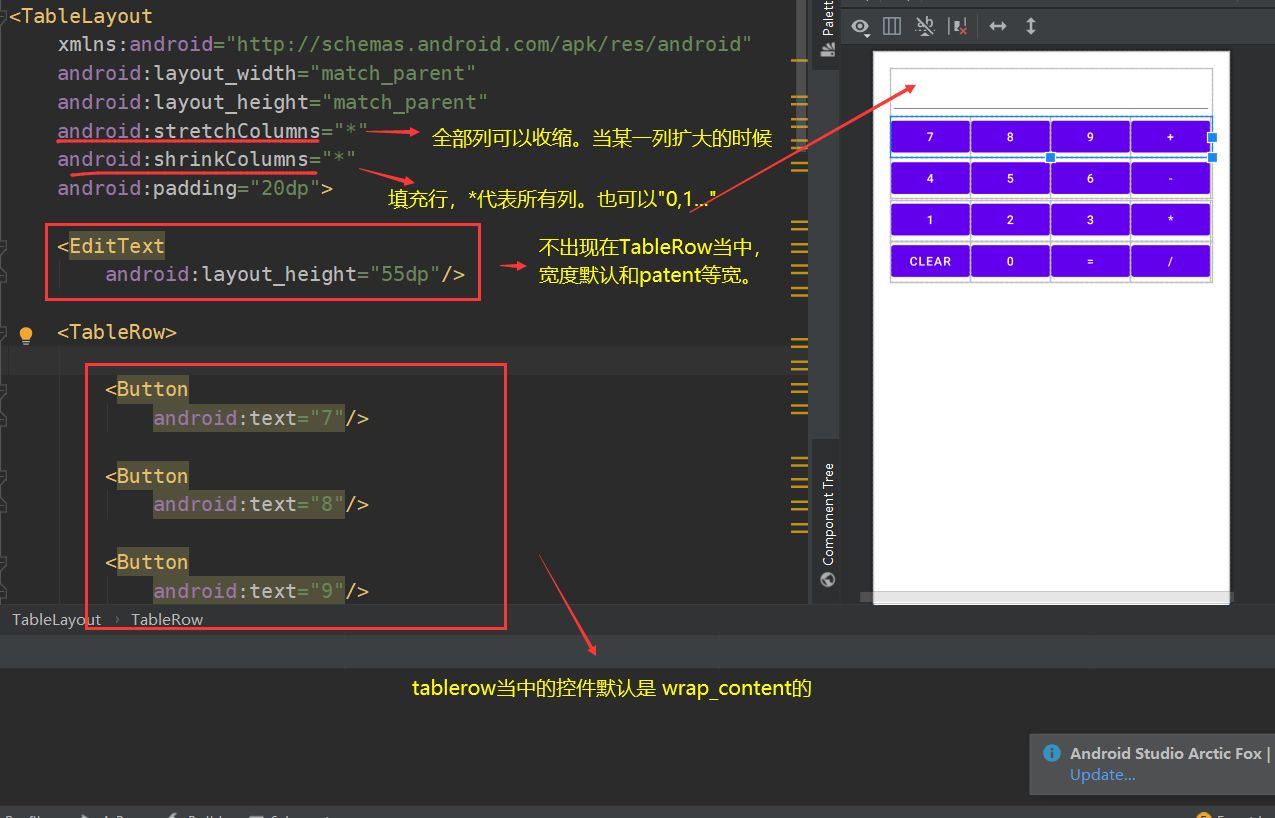 <TableLayout
xmlns:android="http://schemas.android.com/apk/res/android"
android:layout_width="match_parent"
android:layout_height="match_parent"
android:stretchColumns="*"
全部列可以收缩。当某一列扩大的时候
android:shrinkColumns="*"
android:padding="20dp">
填充行，*代表所有列。也可以"0,1..."
<EditText
android:layout_height="55dp"/>
不出现在TableRow当中，
宽度默认和patent等宽。
<TableRow>
<Button
android:text="7"/>
<Button
android:text="8"/>
<Button
android:text="9"/>
TableLayout › TableRow
tablerow当中的控件默认是 wrap_content的
Component Tree
7 8 9 +
4 5 6 -
1 2 3 *
CLEAR 0 = /
Android Studio Arctic Fox |
Update...